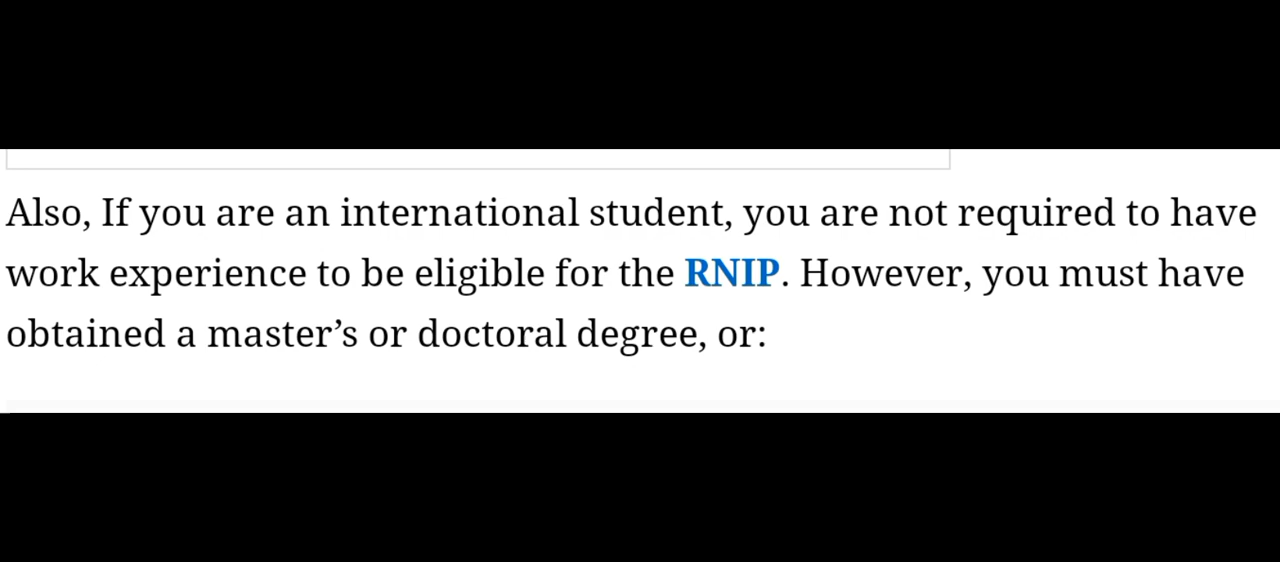 Also, If you are an international student, you are not required to have
work experience to be eligible for the RNIP. However, you must have
obtained a master’s or doctoral degree, or: